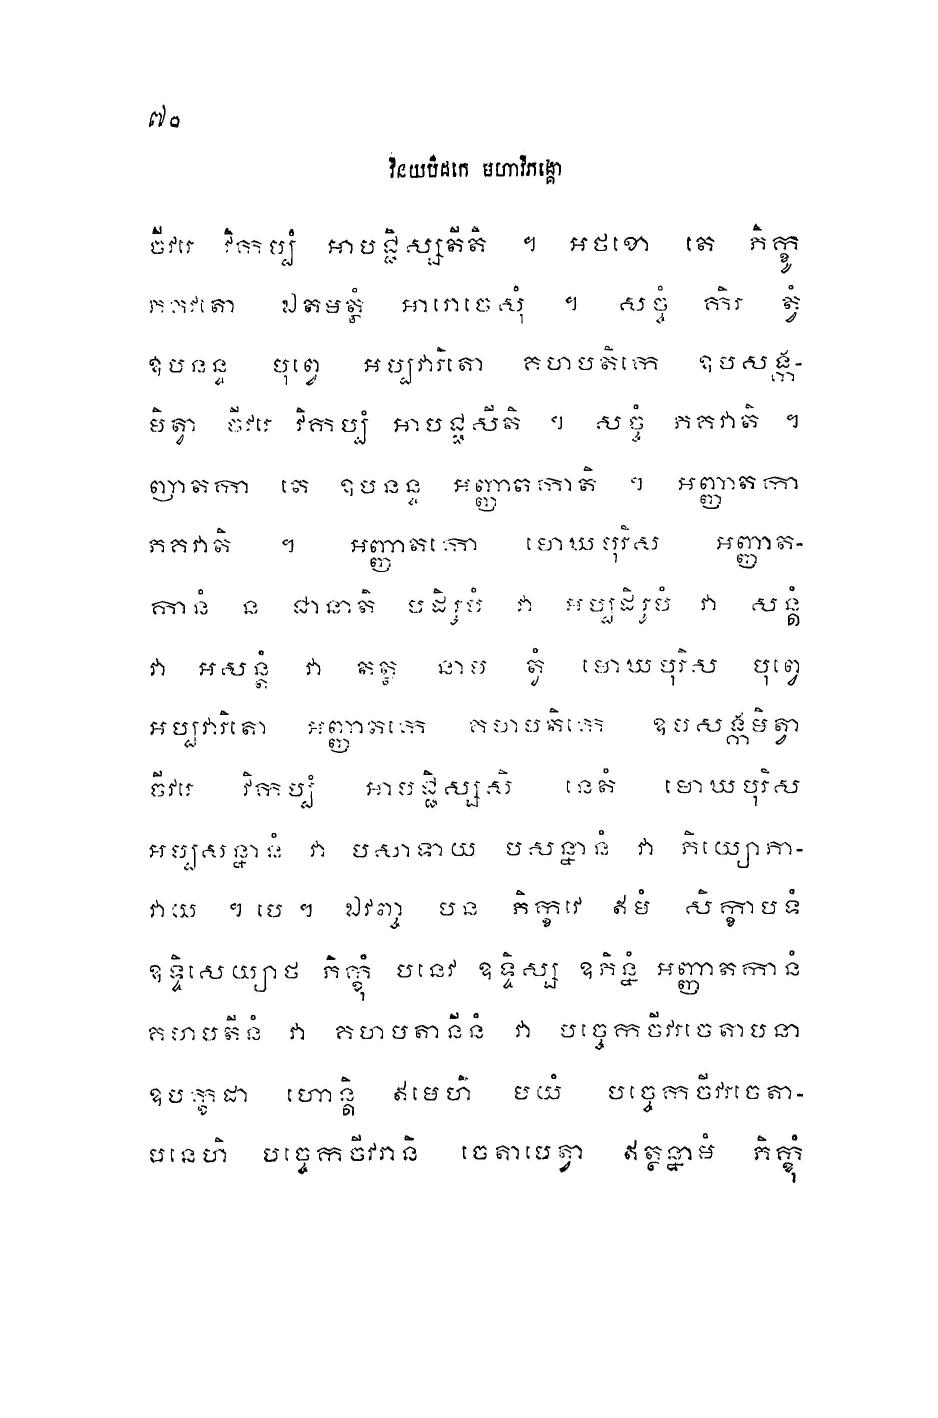 ៧០
វិនយបិដកេ មហាវិភង្គោ
ចីវរេ វិកប្បំ អាបជ្ជិស្សតីតិ ។ អថខោ តេ ភិក្ខូ
ភគវតោ ឯតមត្ថំ អារោចេសុំ ។ សច្ចំ កិរ ត្វំ
ឧបនន្ទ បុព្វេ អប្បវារិតោ គហបតិកេ ឧបសង្ក-
មិត្វា ចីវរេ វិកប្បំ អាបជ្ជសីតិ ។ សច្ចំ ភគវាតិ ។
ញាតកា តេ ឧបនន្ទ អញ្ញាតកាតិ ។ អញ្ញាតកា
ភគវាតិ ។ អញ្ញាតកោ មោឃបុរិស អញ្ញាត-
កានំ ន ជានាតិ បដិរូបំ វា អប្បដិរូបំ វា សន្តំ
វា អសន្តំ វា តត្ថ នាម ត្វំ មោឃបុរិស បុព្វេ
អប្បវារិតោ អញ្ញាតកេ គហបតិកេ ឧបសង្កមិត្វា
ចីវរេ វិកប្បំ អាបជ្ជិស្សសិ នេតំ មោឃបុរិស
អប្បសន្នានំ វា បសាទាយ បសន្នានំ វា ភិយ្យោភា-
វាយ ។ បេ ។ ឯវញ្ច បន ភិក្ខវេ ឥមំ សិក្ខាបទំ
ឧទ្ទិសេយ្យាថ ភិក្ខុំ បនេវ ឧទ្ទិស្ស ឧភិន្នំ អញ្ញាតកានំ
គហបតីនំ វា គហបតានីនំ វា បច្ចេកចីវរចេតាបនា
ឧបក្ខដា ហោន្តិ ឥមេហិ មយំ បច្ចេកចីវរចេតា-
បនេហិ បច្ចេកចីវរានិ ចេតាបេត្វា ឥត្ថន្នាមំ ភិក្ខុំ